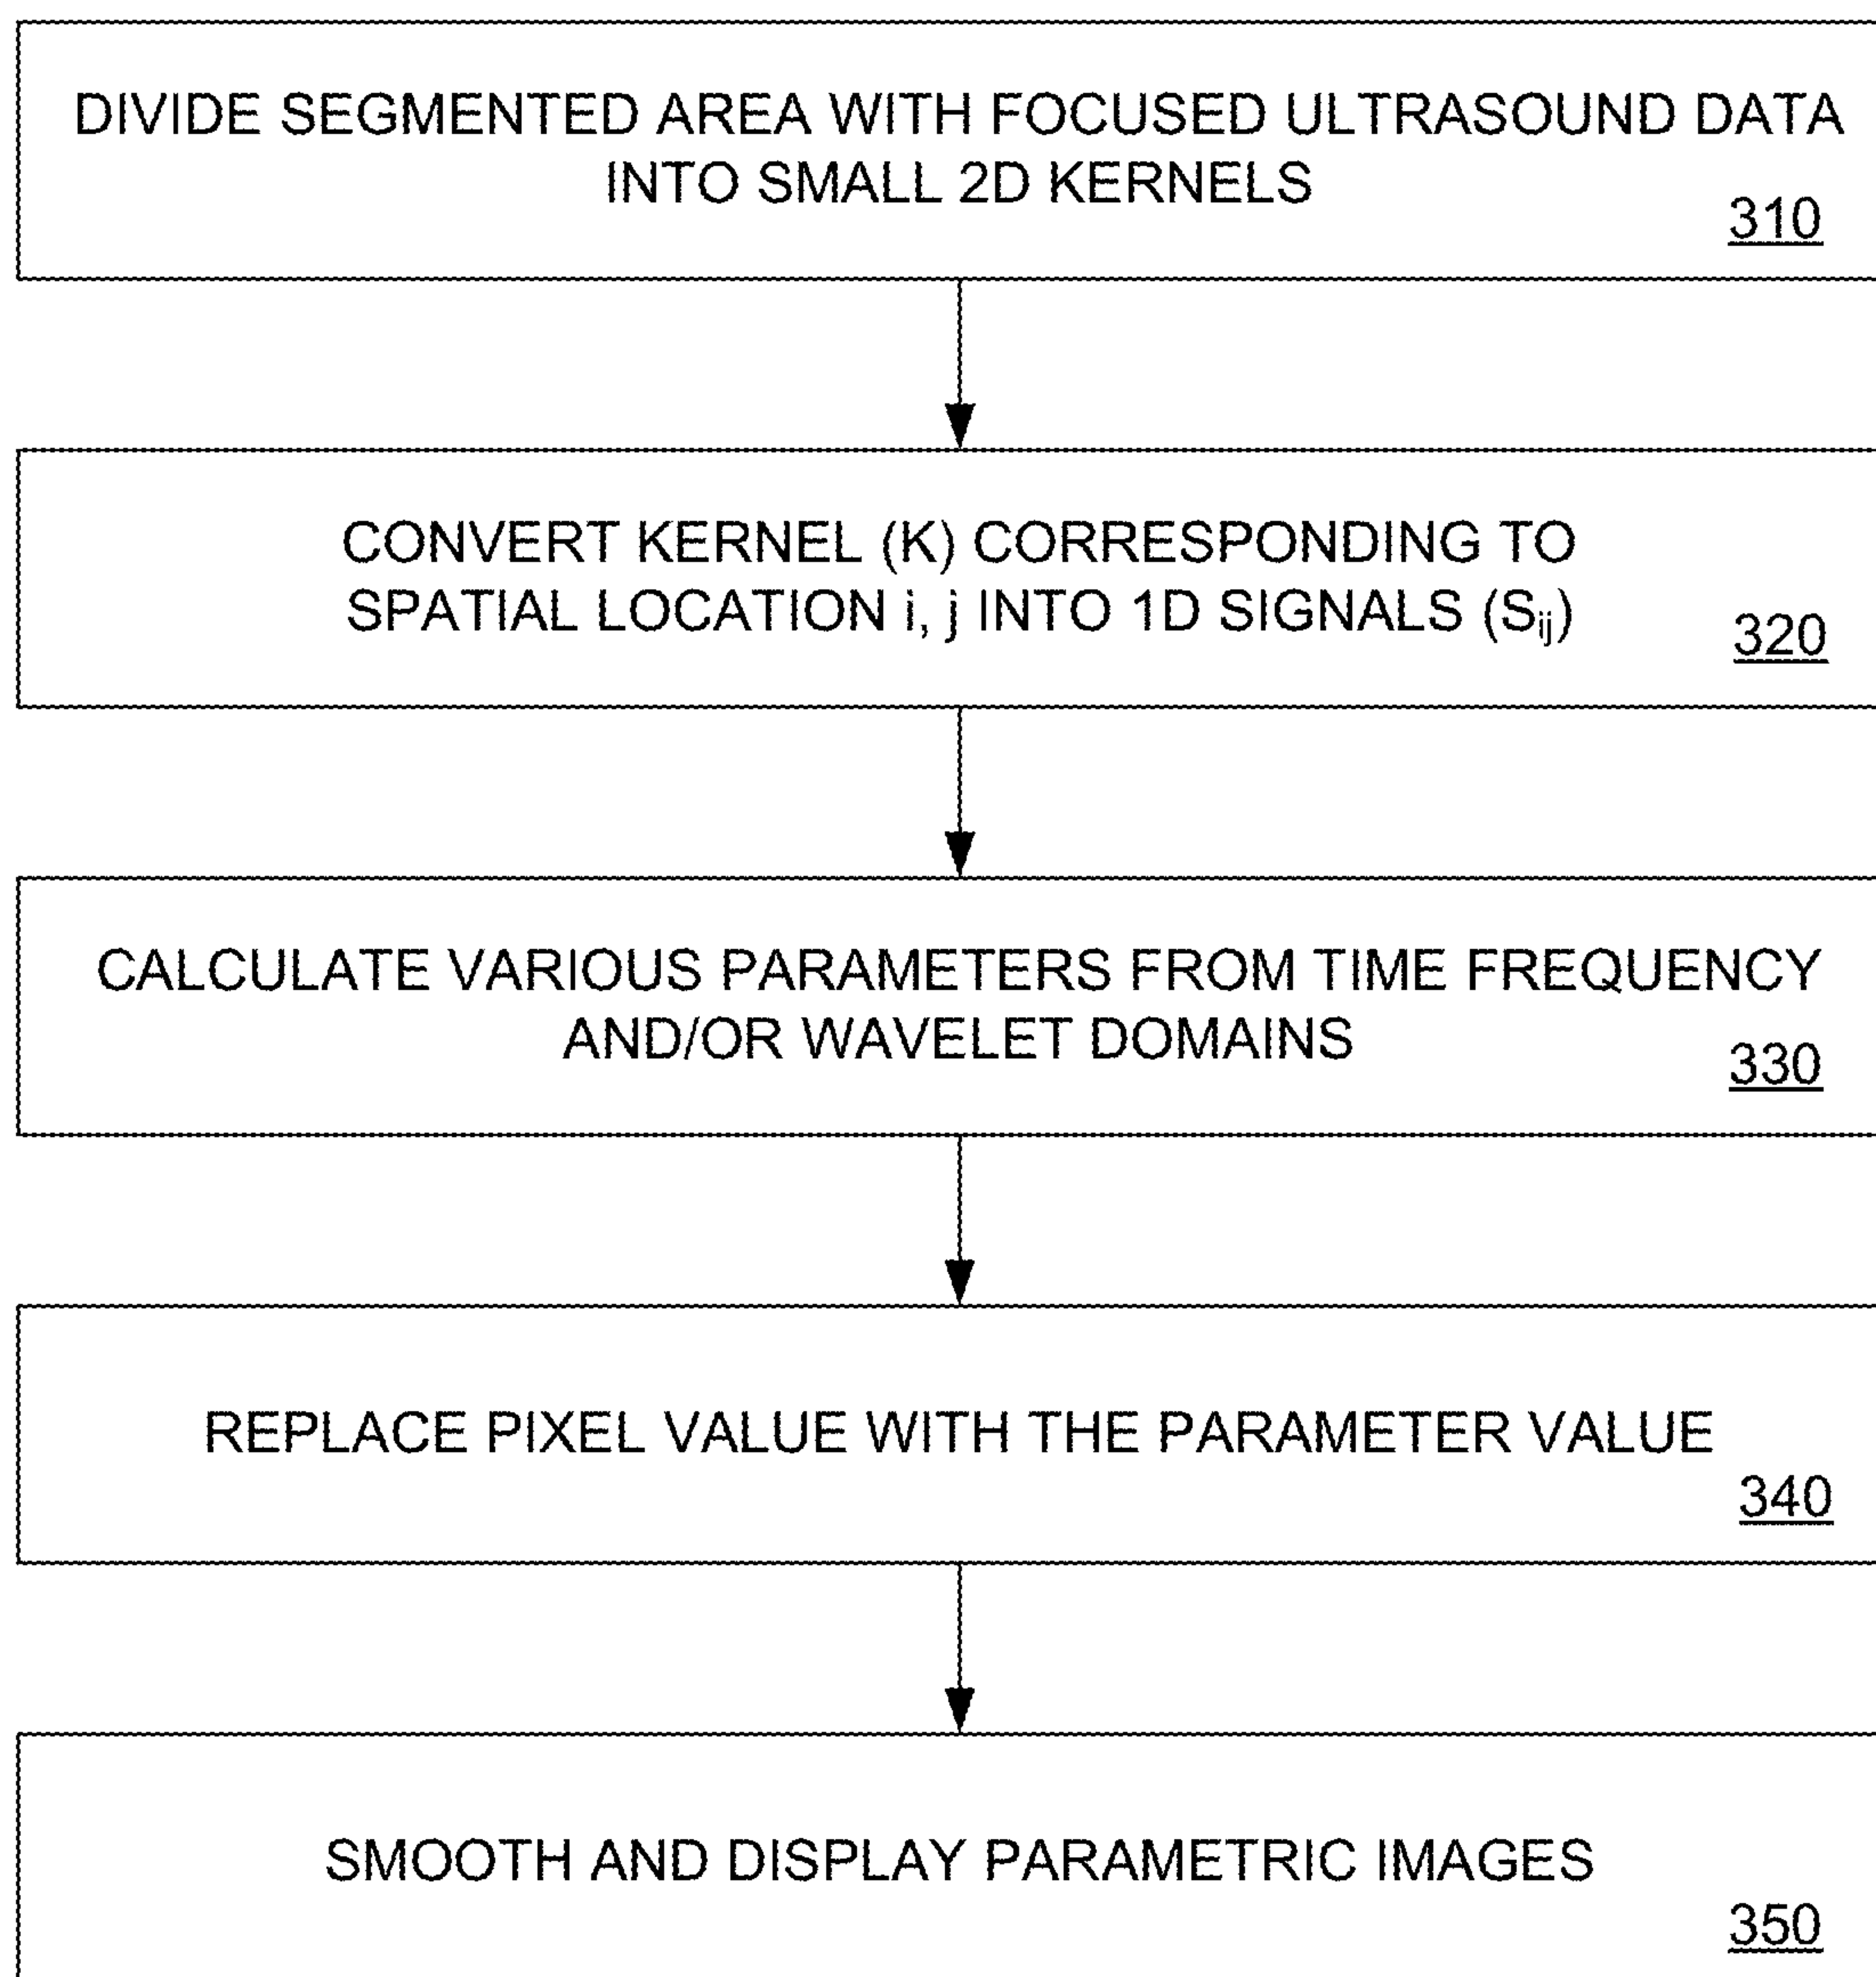 DIVIDE SEGMENTED AREA WITH FOCUSED ULTRASOUND DATA
INTO SMALL 2D KERNELS
310
CONVERT KERNEL (K) CORRESPONDING TO
SPATIAL LOCATION i, j INTO 1D SIGNALS (Sij)
320
CALCULATE VARIOUS PARAMETERS FROM TIME FREQUENCY
AND/OR WAVELET DOMAINS
330
REPLACE PIXEL VALUE WITH THE PARAMETER VALUE
340
SMOOTH AND DISPLAY PARAMETRIC IMAGES
350